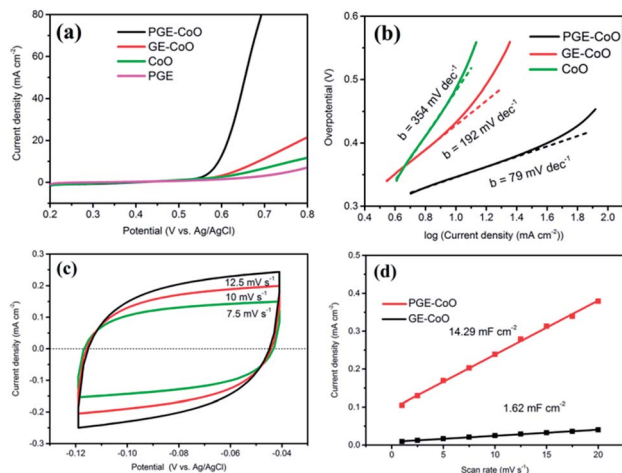 (a)
PGE-CoO
GE-CoO
CoO
PGE
80
60
40
20
0
0.2 0.3 0.4 0.5 0.6 0.7 0.8
Current density (mA cm⁻²)
Potential (V vs. Ag/AgCl)
(b)
PGE-CoO
GE-CoO
CoO
b = 354 mV dec⁻¹
b = 192 mV dec⁻¹
b = 79 mV dec⁻¹
0.6
0.5
0.4
0.3
0.4 0.6 0.8 1.0 1.2 1.4 1.6 1.8 2.0
Overpotential (V)
log (Current density (mA cm⁻²))
(c)
12.5 mV s⁻¹
10 mV s⁻¹
7.5 mV s⁻¹
0.3
0.2
0.1
0.0
-0.1
-0.2
-0.3
-0.12 -0.10 -0.08 -0.06 -0.04
Current density (mA cm⁻²)
Potential (V vs. Ag/AgCl)
(d)
PGE-CoO
GE-CoO
14.29 mF cm⁻²
1.62 mF cm⁻²
0.5
0.4
0.3
0.2
0.1
0.0
0 5 10 15 20
Current density (mA cm⁻²)
Scan rate (mV s⁻¹)